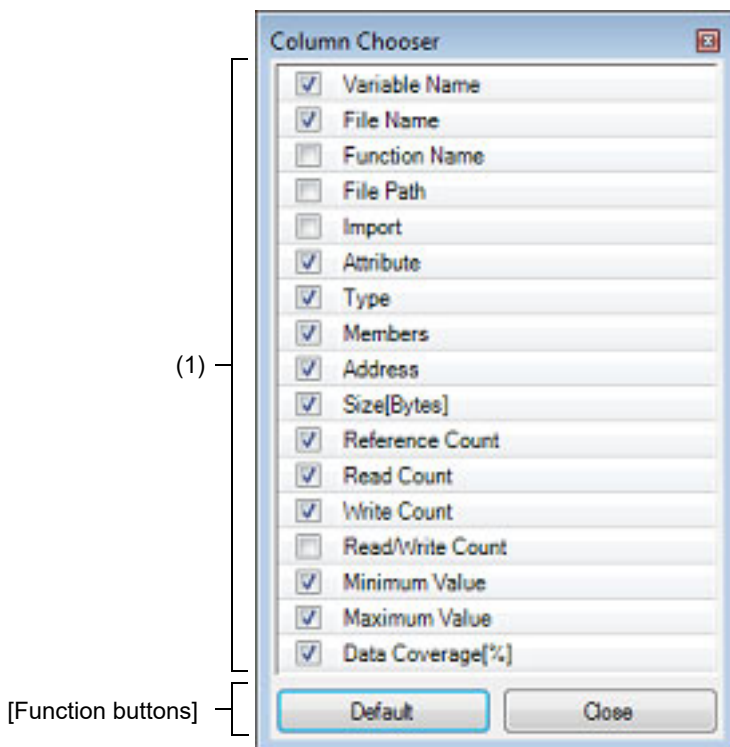 Column Chooser
Variable Name
File Name
Function Name
File Path
Import
Attribute
Type
Members
(1)
Address
Size[Bytes]
Reference Count
Read Count
Write Count
Read/Write Count
Minimum Value
Maximum Value
Data Coverage[%]
[Function buttons]
Default Close